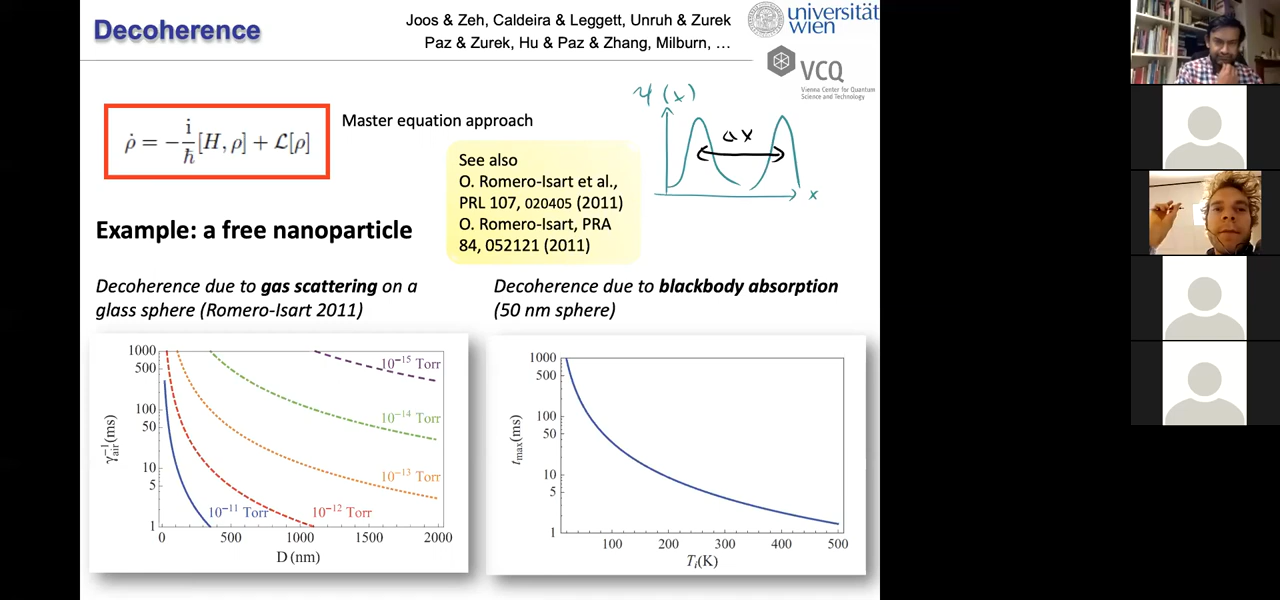 Decoherence
Joos & Zeh, Caldeira & Leggett, Unruh & Zurek
Paz & Zurek, Hu & Paz & Zhang, Milburn, …
universität
wien
VCQ
Vienna Center for Quantum
Science and Technology
ρ̇ = −i/ħ [H, ρ] + ℒ[ρ]
Master equation approach
See also
O. Romero-Isart et al.,
PRL 107, 020405 (2011)
O. Romero-Isart, PRA
84, 052121 (2011)
Ψ(x)
Δx
x
Example: a free nanoparticle
Decoherence due to gas scattering on a
glass sphere (Romero-Isart 2011)
1000
500
100
50
10
5
1
γ⁻¹air (ms)
10⁻¹⁵ Torr
10⁻¹⁴ Torr
10⁻¹³ Torr
10⁻¹¹ Torr
10⁻¹² Torr
0 500 1000 1500 2000
D (nm)
Decoherence due to blackbody absorption
(50 nm sphere)
1000
500
100
50
10
5
1
tmax(ms)
100 200 300 400 500
Ti(K)